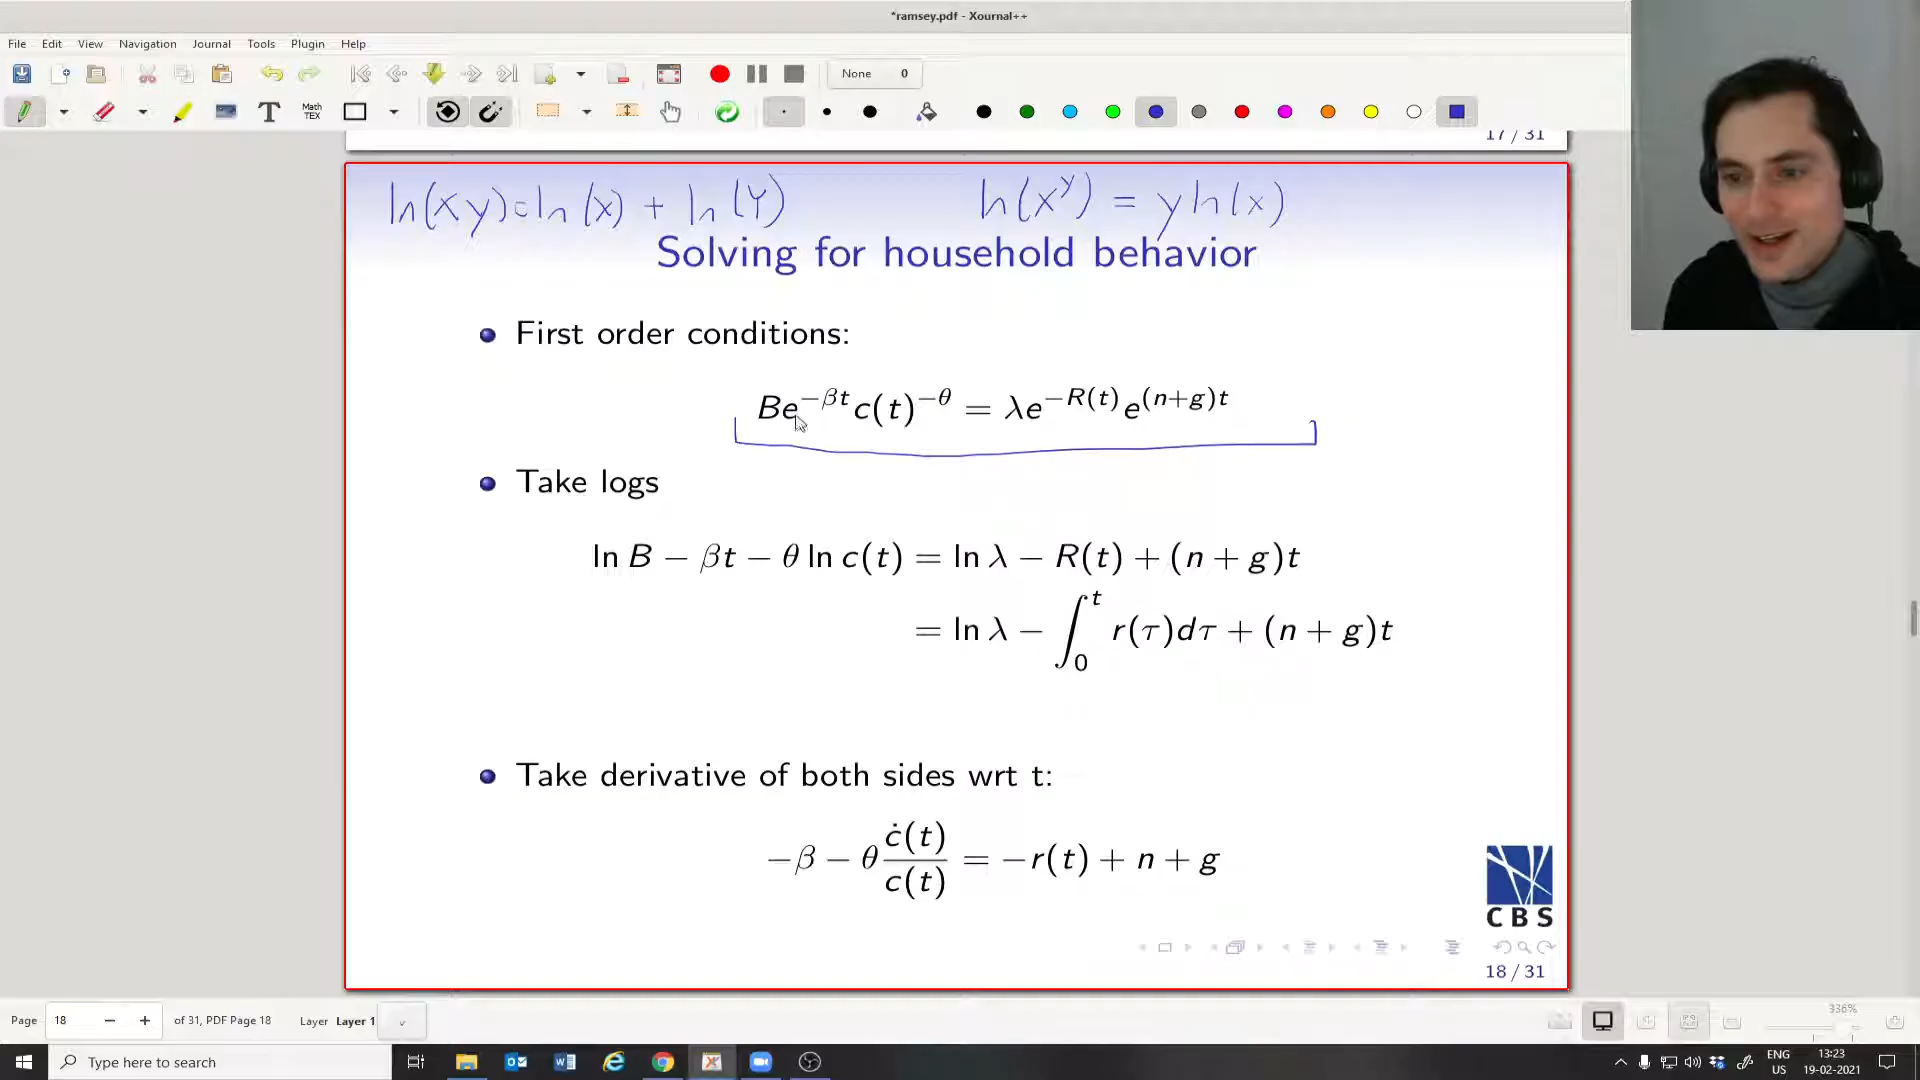 *ramsey.pdf - Xournal++
File Edit View Navigation Journal Tools Plugin Help
None 0
T Math TEX
17 / 31
ln(xy)=ln(x) + ln(y) ln(x^y) = y ln(x)
Solving for household behavior
First order conditions:
Be^{−βt}c(t)^{−θ} = λe^{−R(t)}e^{(n+g)t}
Take logs
ln B − βt − θ ln c(t) = ln λ − R(t) + (n + g)t
= ln λ − ∫_0^t r(τ)dτ + (n + g)t
Take derivative of both sides wrt t:
−β − θ ċ(t)/c(t) = −r(t) + n + g
CBS
18 / 31
Page 18 − + of 31, PDF Page 18 Layer Layer 1 336%
Type here to search
ENG 13:23
US 19-02-2021